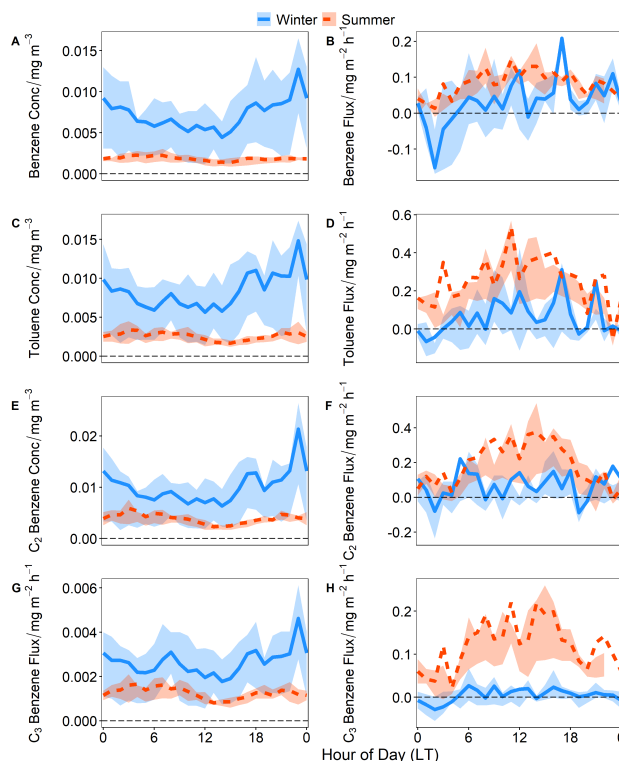 Winter Summer
A
Benzene Conc/mg m⁻³
0.015
0.010
0.005
0.000
B
Benzene Flux/mg m⁻² h⁻¹
0.2
0.1
0.0
-0.1
C
Toluene Conc/mg m⁻³
0.015
0.010
0.005
0.000
D
Toluene Flux/mg m⁻² h⁻¹
0.6
0.4
0.2
0.0
E
C₂ Benzene Conc/mg m⁻³
0.02
0.01
0.00
F
C₂ Benzene Flux/mg m⁻² h⁻¹
0.4
0.2
0.0
-0.2
G
C₃ Benzene Flux/mg m⁻² h⁻¹
0.006
0.004
0.002
0.000
0 6 12 18 0
H
C₃ Benzene Flux/mg m⁻² h⁻¹
0.2
0.1
0.0
0 6 12 18
Hour of Day (LT)